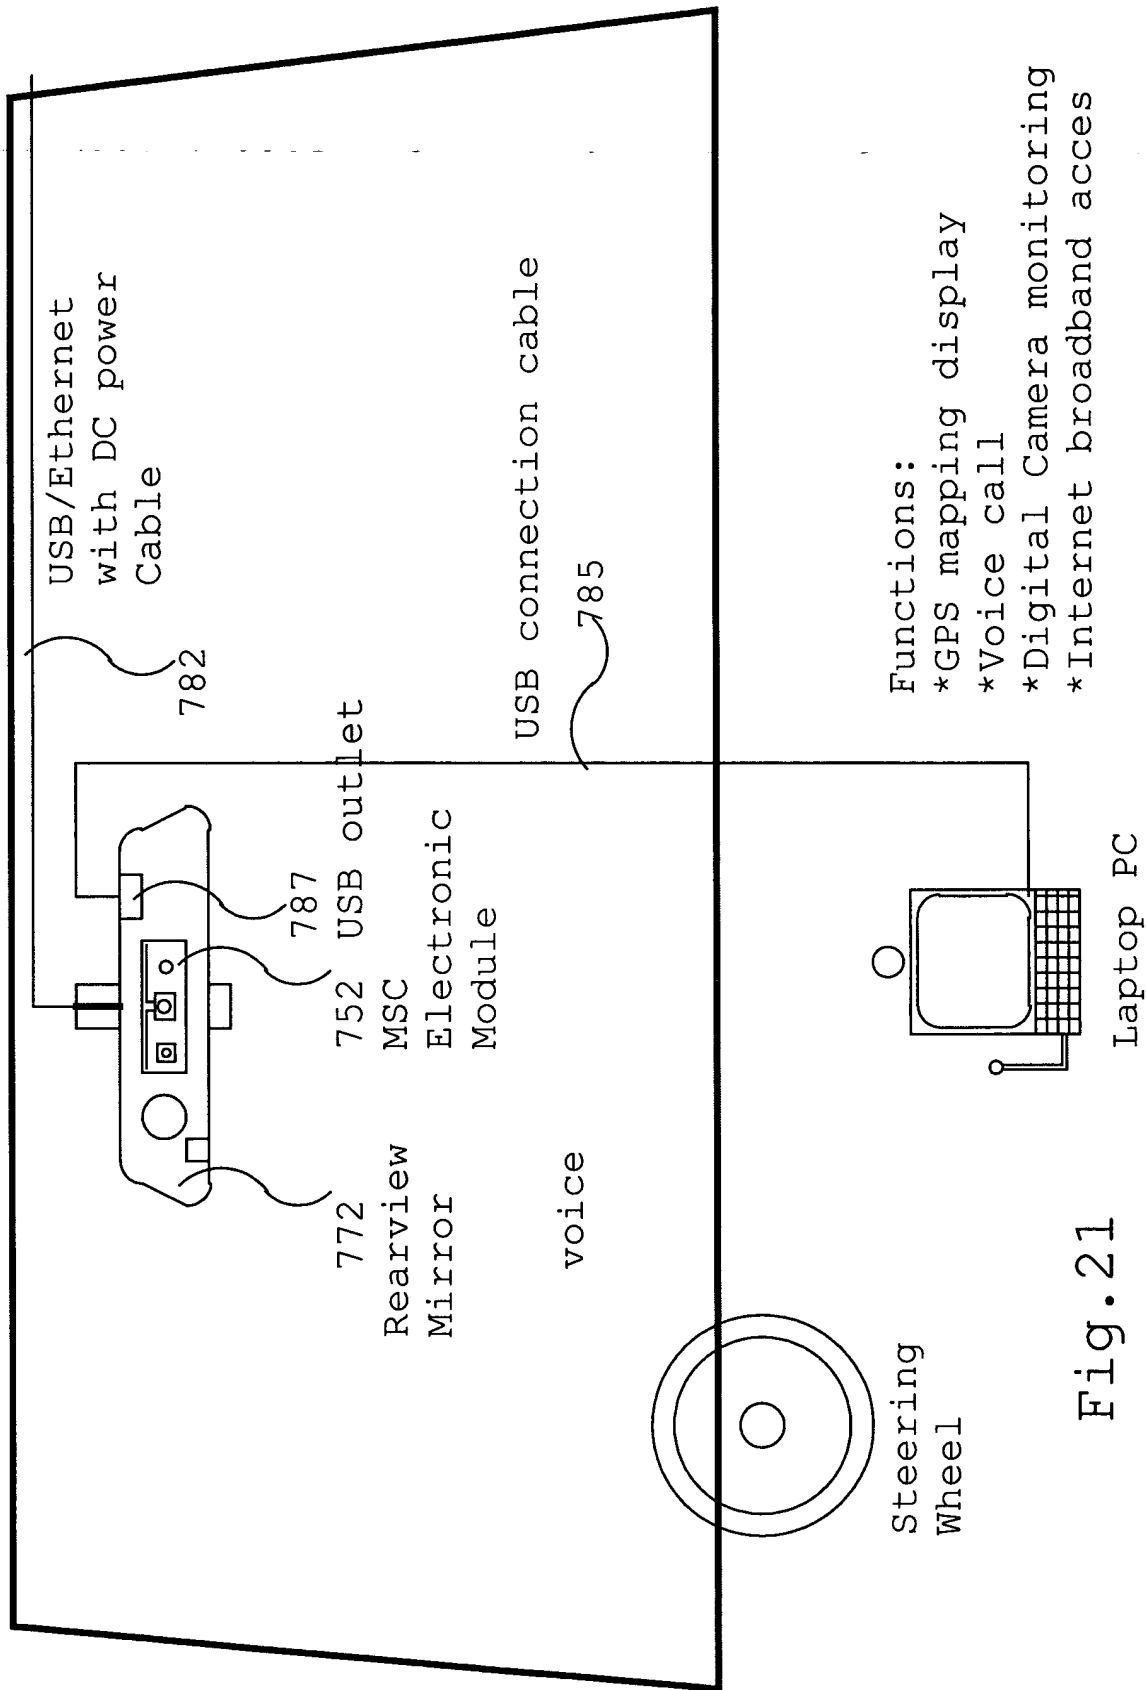 USB/Ethernet
with DC power
Cable
782
787
USB outlet
752
MSC
Electronic
Module
772
Rearview
Mirror
USB connection cable
785
voice
Steering
Wheel
Functions:
*GPS mapping display
*Voice call
*Digital Camera monitoring
*Internet broadband acces
Laptop PC
Fig.21